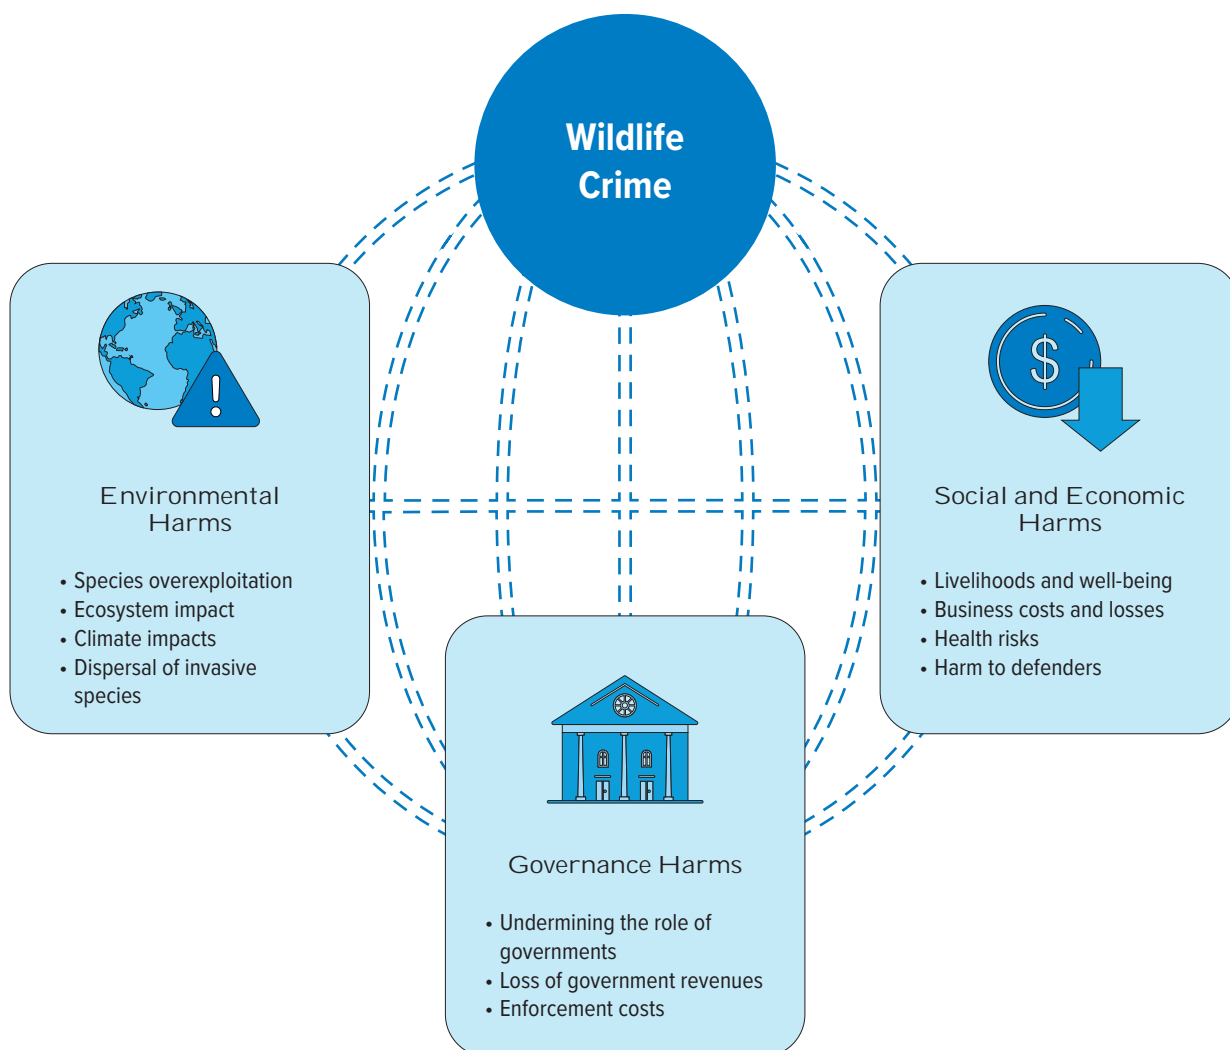 Wildlife
Crime
Environmental
Harms
• Species overexploitation
• Ecosystem impact
• Climate impacts
• Dispersal of invasive
species
$
Social and Economic
Harms
• Livelihoods and well-being
• Business costs and losses
• Health risks
• Harm to defenders
Governance Harms
• Undermining the role of
governments
• Loss of government revenues
• Enforcement costs